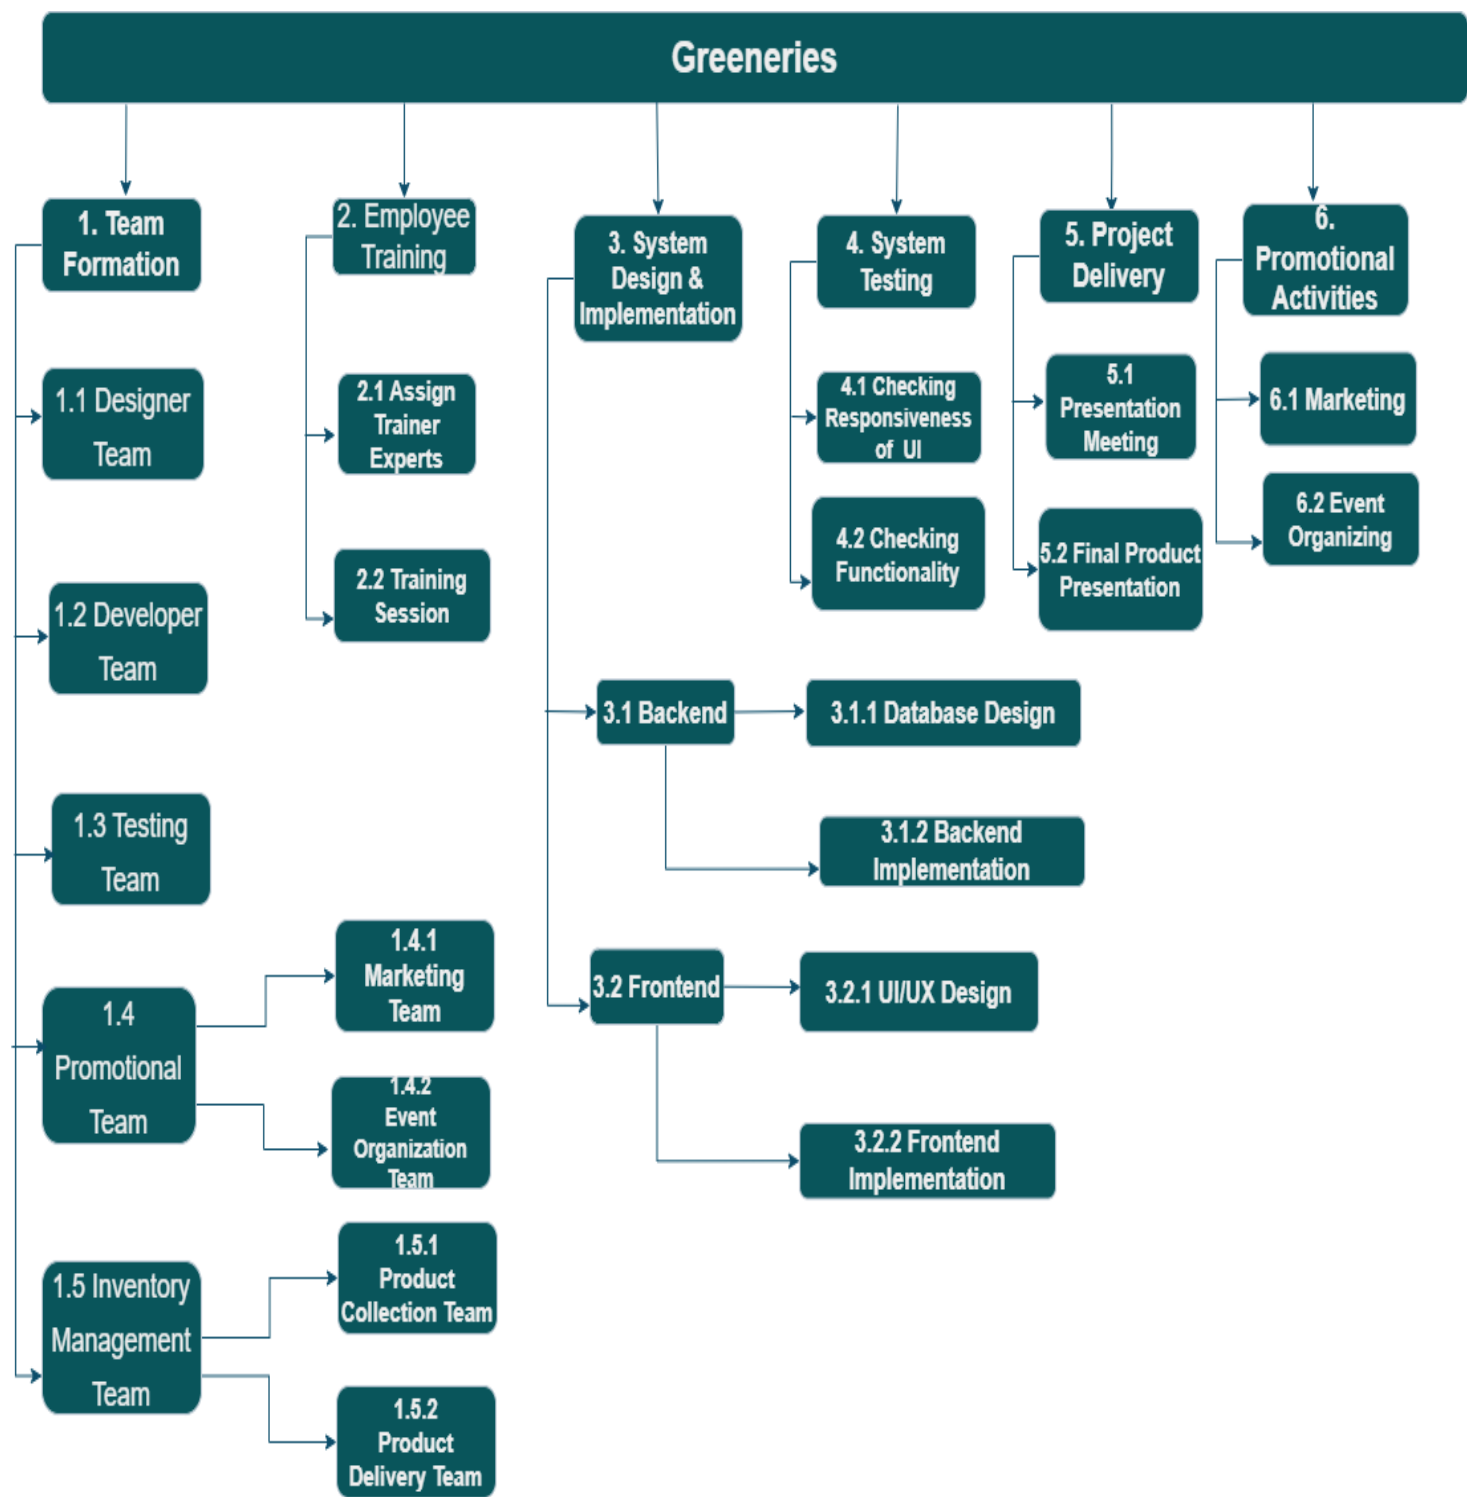 Greeneries
1. Team
Formation
2. Employee
Training
3. System
Design &
Implementation
4. System
Testing
5. Project
Delivery
6.
Promotional
Activities
1.1 Designer
Team
1.2 Developer
Team
1.3 Testing
Team
1.4
Promotional
Team
1.4.1
Marketing
Team
1.4.2
Event
Organization
Team
1.5 Inventory
Management
Team
1.5.1
Product
Collection Team
1.5.2
Product
Delivery Team
2.1 Assign
Trainer
Experts
2.2 Training
Session
3.1 Backend
3.1.1 Database Design
3.1.2 Backend
Implementation
3.2 Frontend
3.2.1 UI/UX Design
3.2.2 Frontend
Implementation
4.1 Checking
Responsiveness
of UI
4.2 Checking
Functionality
5.1
Presentation
Meeting
5.2 Final Product
Presentation
6.1 Marketing
6.2 Event
Organizing